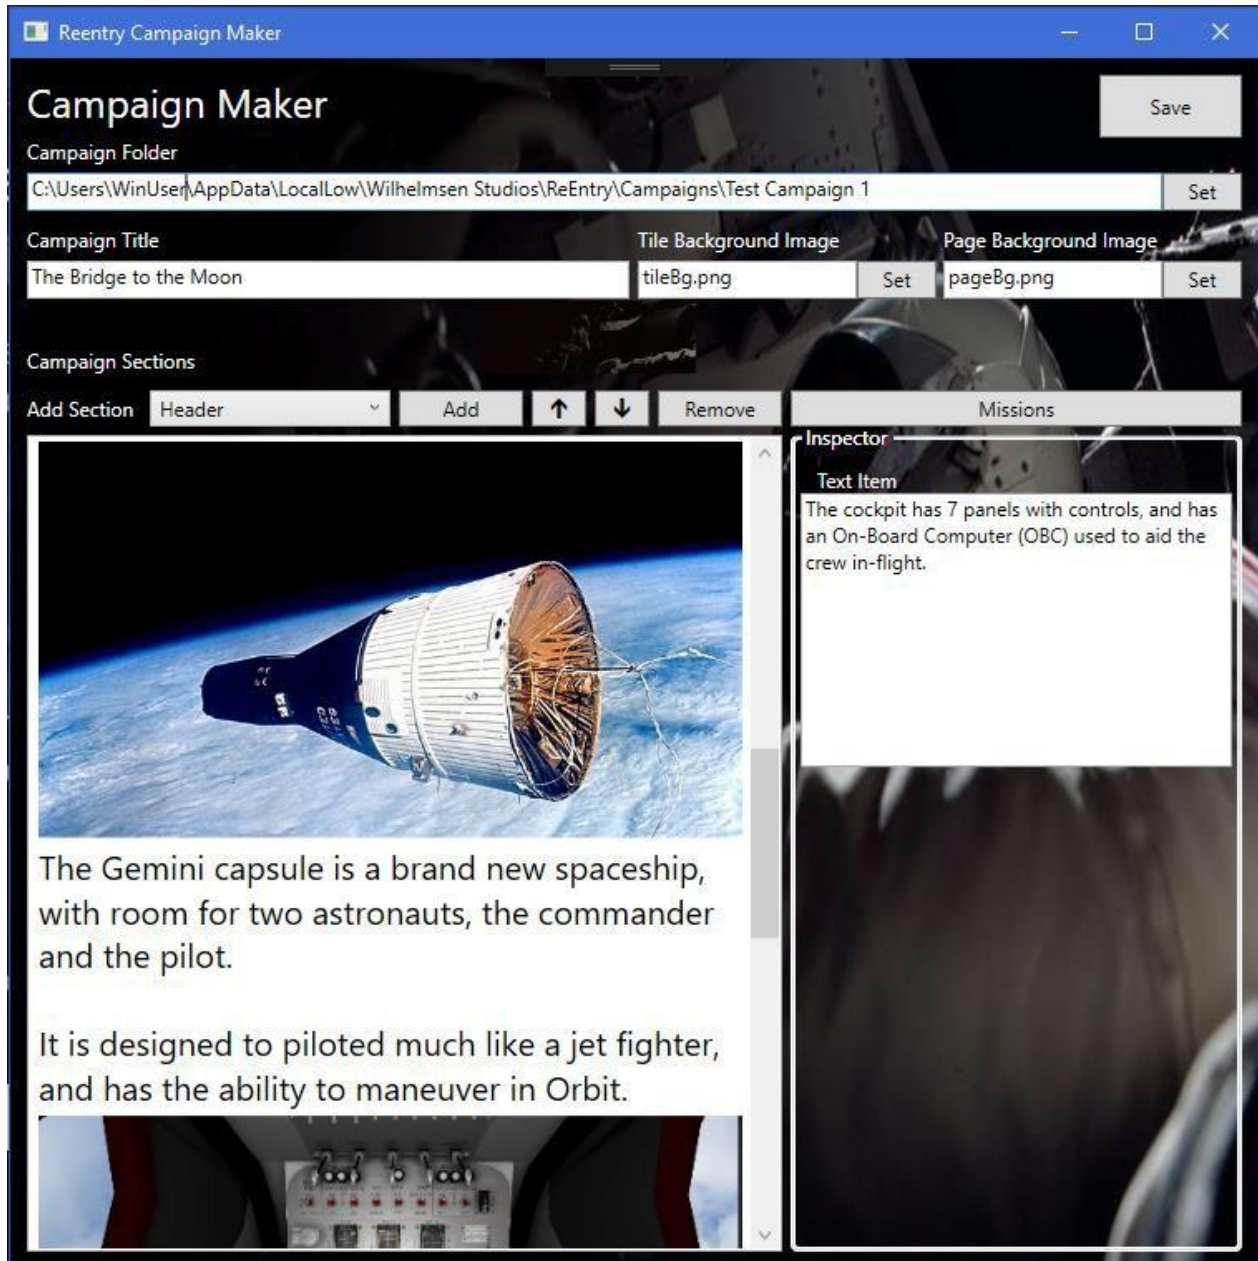 Reentry Campaign Maker
Campaign Maker
Save
Campaign Folder
C:\Users\WinUser\AppData\LocalLow\Wilhelmsen Studios\ReEntry\Campaigns\Test Campaign 1
Set
Campaign Title
Tile Background Image
Page Background Image
The Bridge to the Moon
tileBg.png
Set
pageBg.png
Set
Campaign Sections
Add Section
Header
Add
Remove
Missions
Inspector
Text Item
The cockpit has 7 panels with controls, and has
an On-Board Computer (OBC) used to aid the
crew in-flight.
The Gemini capsule is a brand new spaceship,
with room for two astronauts, the commander
and the pilot.
It is designed to piloted much like a jet fighter,
and has the ability to maneuver in Orbit.